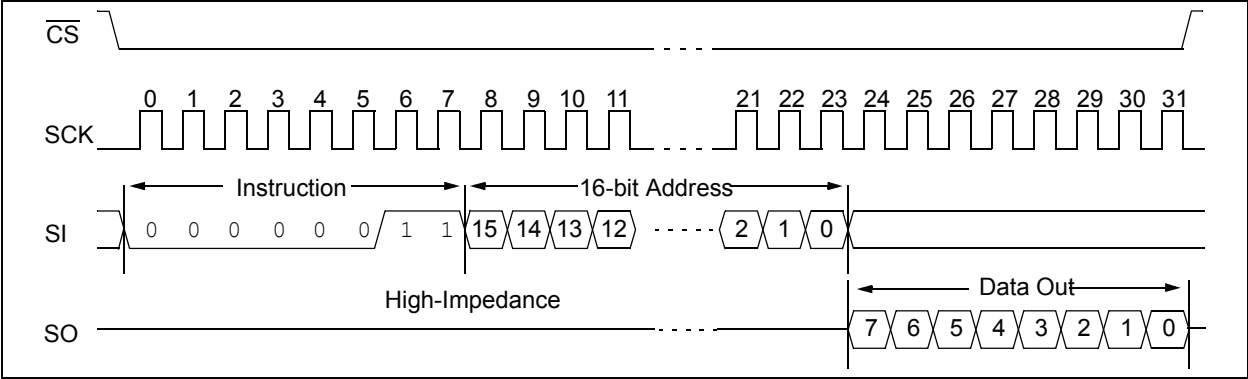 CS
0 1 2 3 4 5 6 7 8 9 10 11 21 22 23 24 25 26 27 28 29 30 31
SCK
Instruction 16-bit Address
SI 0 0 0 0 0 0 1 1 15 14 13 12 2 1 0
High-Impedance Data Out
SO 7 6 5 4 3 2 1 0